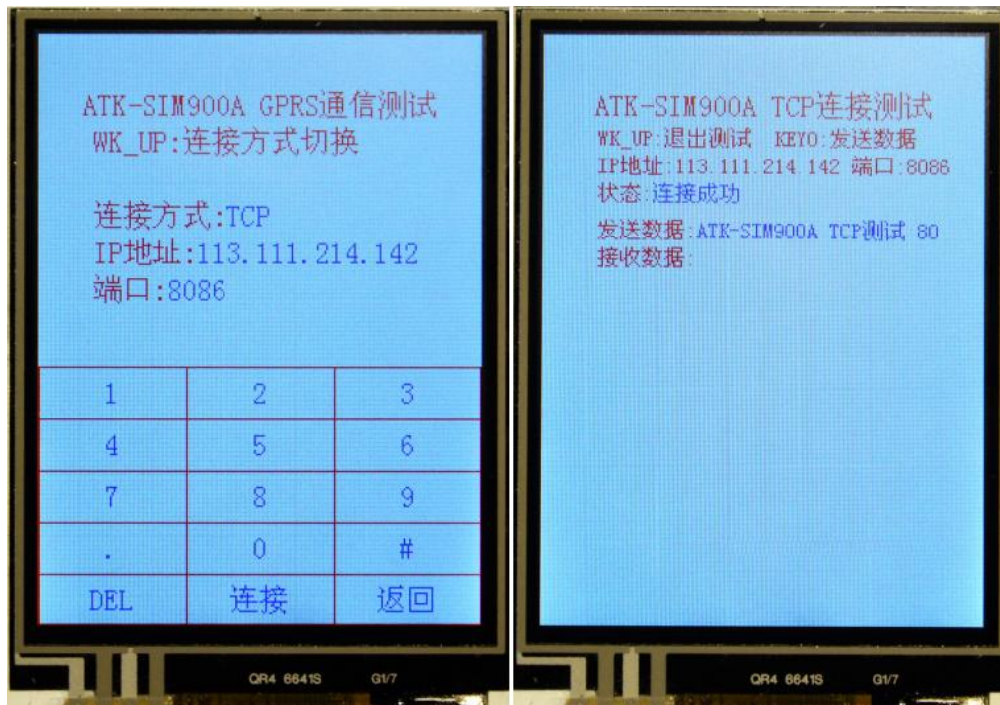 ATK-SIM900A GPRS通信测试
WK_UP:连接方式切换
连接方式:TCP
IP地址:113.111.214.142
端口:8086
1 2 3
4 5 6
7 8 9
. 0 #
DEL 连接 返回
QR4 6641S G1/7
ATK-SIM900A TCP连接测试
WK_UP:退出测试 KEY0:发送数据
IP地址:113.111.214.142 端口:8086
状态:连接成功
发送数据:ATK-SIM900A TCP测试 80
接收数据:
QR4 6641S G1/7